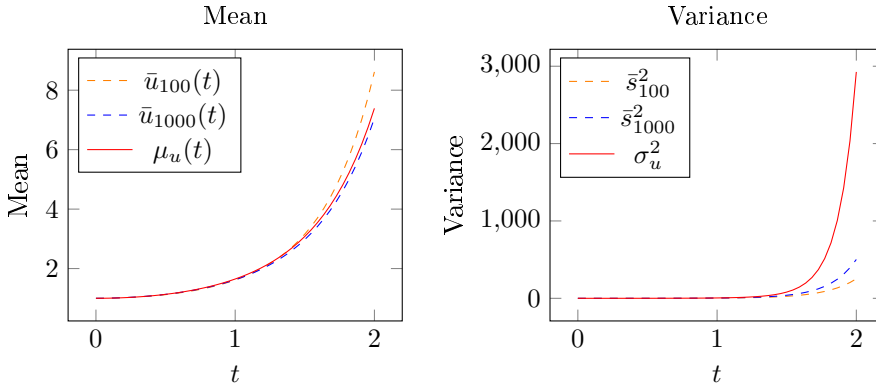 Mean
ū₁₀₀(t)
ū₁₀₀₀(t)
μᵤ(t)
8
6
4
2
Mean
0
1
2
t
Variance
s̄²₁₀₀
s̄²₁₀₀₀
σ²ᵤ
3,000
2,000
1,000
0
Variance
0
1
2
t